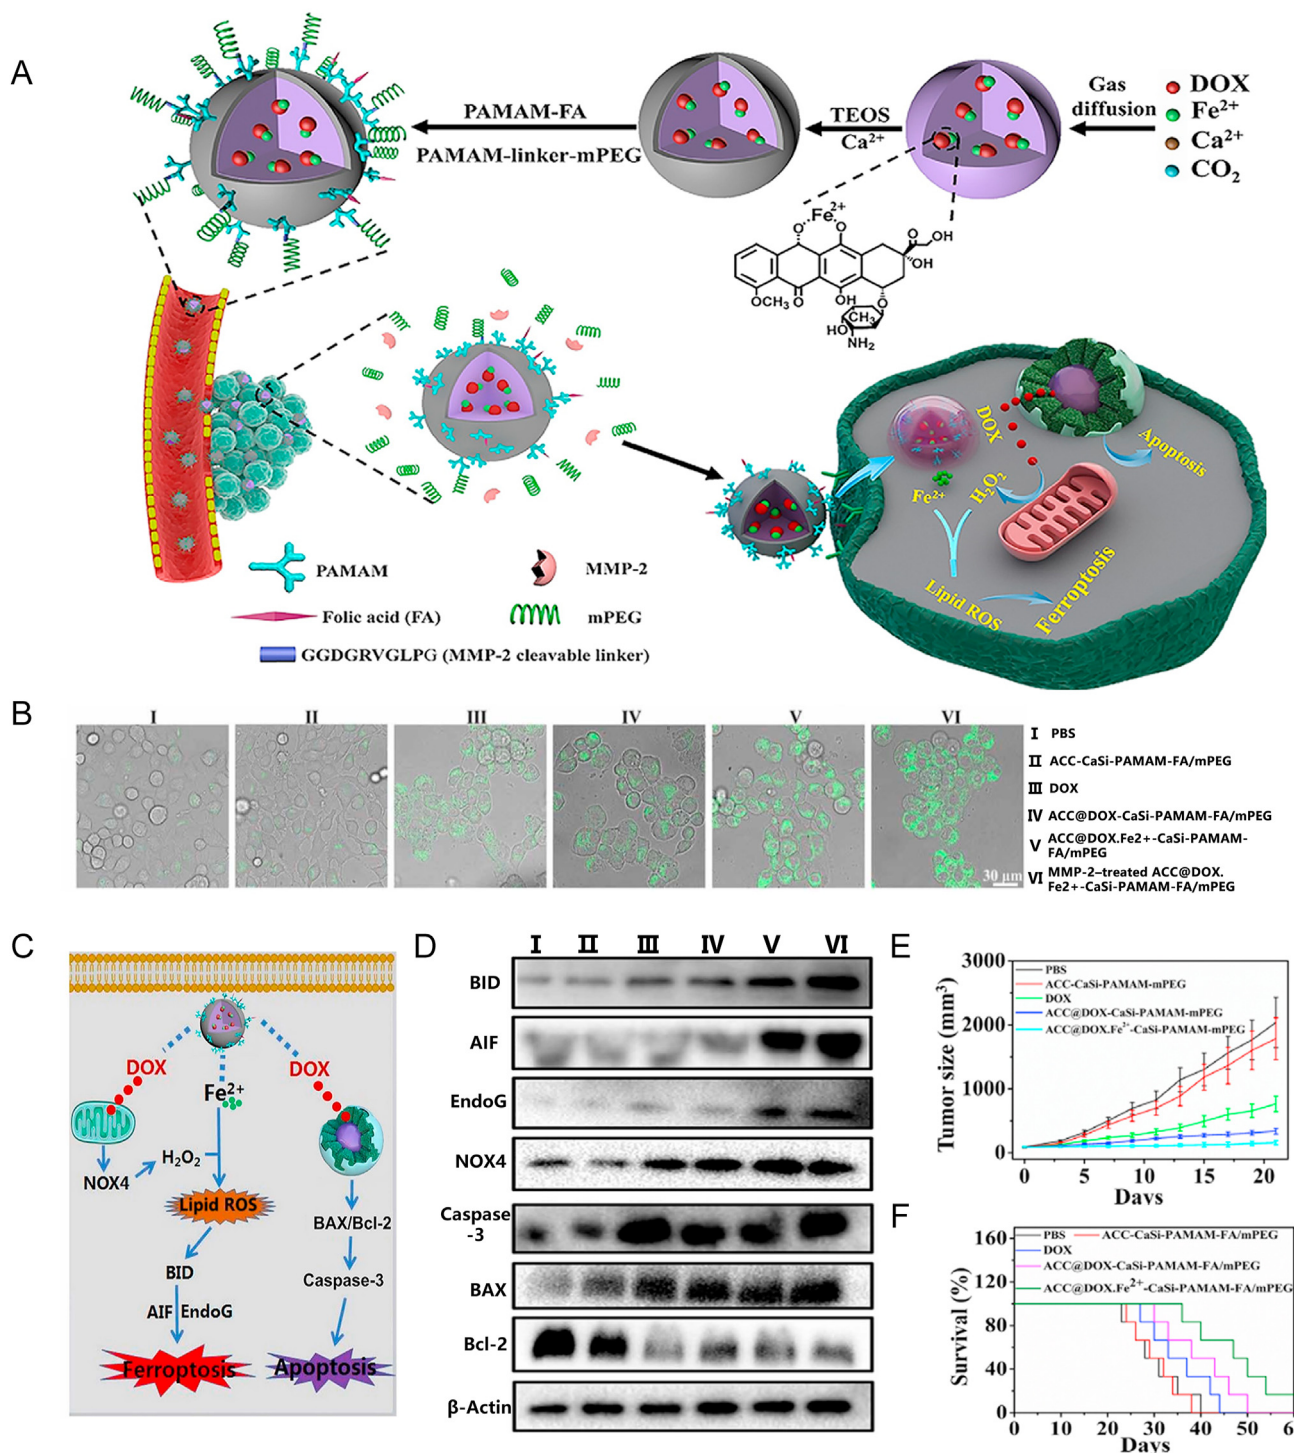 A
PAMAM-FA
PAMAM-linker-mPEG
TEOS
Ca2+
Gas
diffusion
DOX
Fe2+
Ca2+
CO2
Fe2+
O
O
O
OH
OH
OCH3
O
OH
O
CH3
HO
NH2
DOX
Apoptosis
Fe2+
H2O2
Lipid ROS
Ferroptosis
PAMAM
MMP-2
Folic acid (FA)
mPEG
GGDGRVGLPG (MMP-2 cleavable linker)
B
I
II
III
IV
V
VI
30 μm
I PBS
II ACC-CaSi-PAMAM-FA/mPEG
III DOX
IV ACC@DOX-CaSi-PAMAM-FA/mPEG
V ACC@DOX.Fe2+-CaSi-PAMAM-
FA/mPEG
VI MMP-2–treated ACC@DOX.
Fe2+-CaSi-PAMAM-FA/mPEG
C
DOX
DOX
Fe2+
NOX4
H2O2
Lipid ROS
BAX/Bcl-2
BID
Caspase-3
AIF
EndoG
Ferroptosis
Apoptosis
D
I II III IV V VI
BID
AIF
EndoG
NOX4
Caspase
-3
BAX
Bcl-2
β-Actin
E
Tumor size (mm3)
3000
2000
1000
0
PBS
ACC-CaSi-PAMAM-mPEG
DOX
ACC@DOX-CaSi-PAMAM-mPEG
ACC@DOX.Fe2+-CaSi-PAMAM-mPEG
0 5 10 15 20
Days
F
Survival (%)
160
120
80
40
0
PBS
ACC-CaSi-PAMAM-FA/mPEG
DOX
ACC@DOX-CaSi-PAMAM-FA/mPEG
ACC@DOX.Fe2+-CaSi-PAMAM-FA/mPEG
0 10 20 30 40 50 6
Days